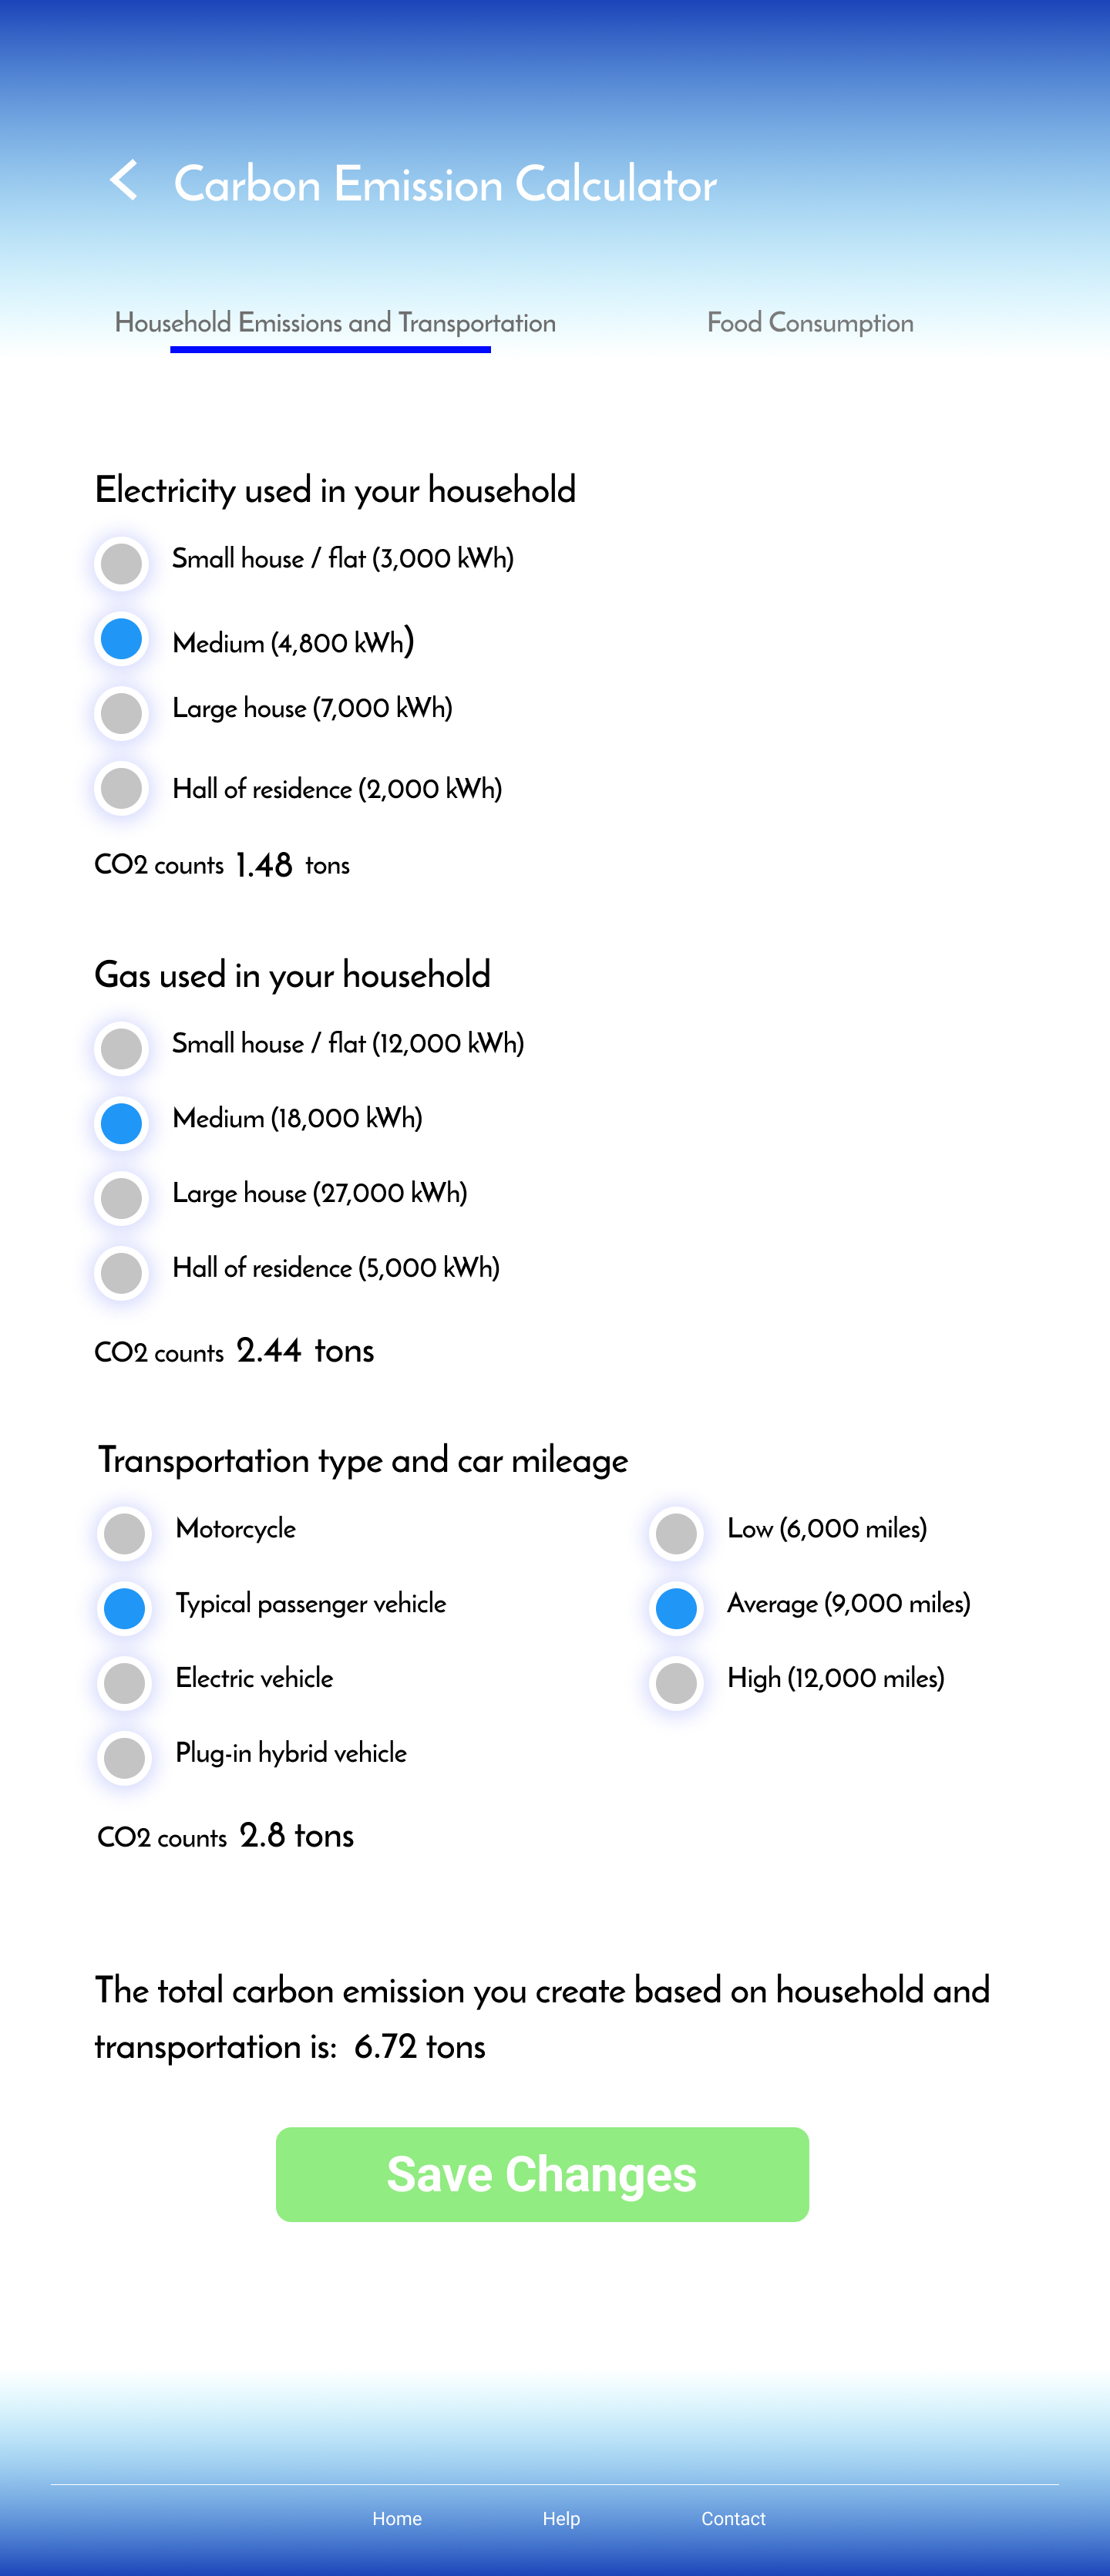 Carbon Emission Calculator
Household Emissions and Transportation
Food Consumption
Electricity used in your household
Small house / flat (3,000 kWh)
Medium (4,800 kWh)
Large house (7,000 kWh)
Hall of residence (2,000 kWh)
CO2 counts 1.48 tons
Gas used in your household
Small house / flat (12,000 kWh)
Medium (18,000 kWh)
Large house (27,000 kWh)
Hall of residence (5,000 kWh)
CO2 counts 2.44 tons
Transportation type and car mileage
Motorcycle
Typical passenger vehicle
Electric vehicle
Plug-in hybrid vehicle
Low (6,000 miles)
Average (9,000 miles)
High (12,000 miles)
CO2 counts 2.8 tons
The total carbon emission you create based on household and
transportation is: 6.72 tons
Save Changes
Home
Help
Contact